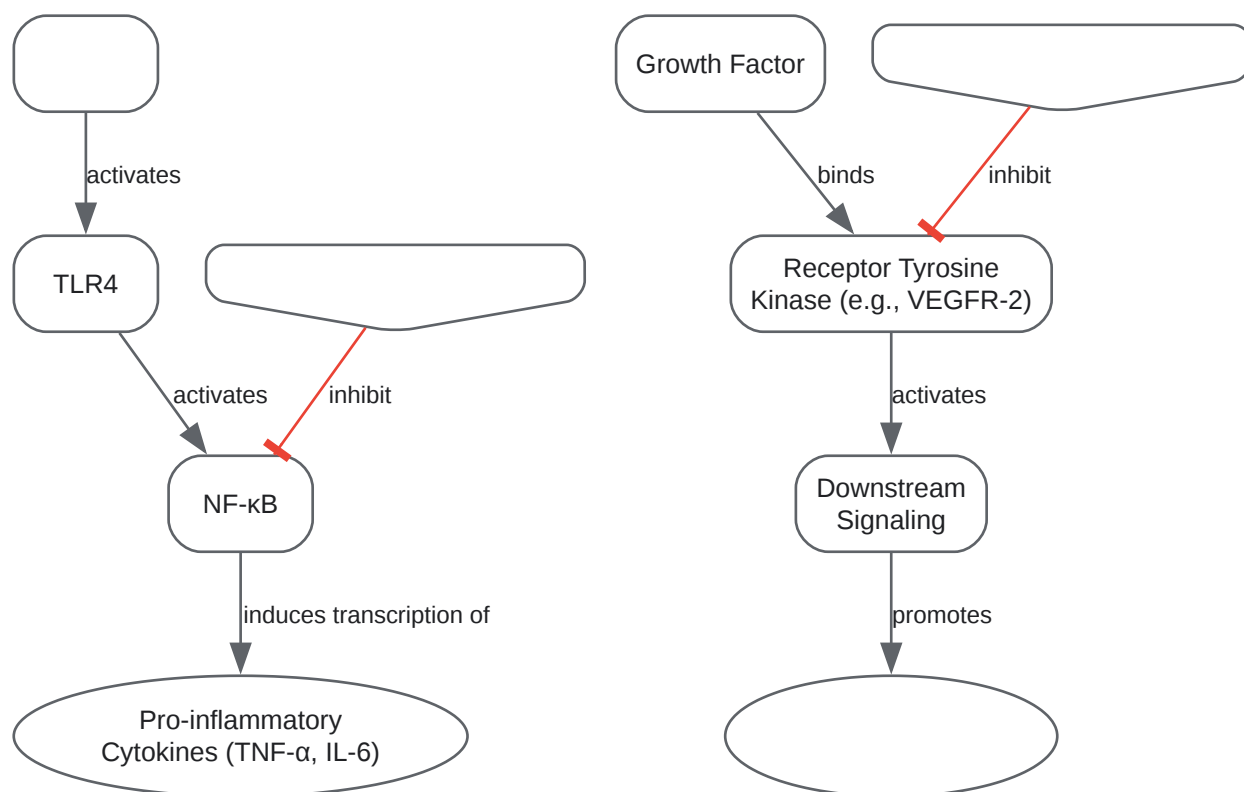 Growth Factor
activates
binds
inhibit
TLR4
Receptor Tyrosine
Kinase (e.g., VEGFR-2)
activates
inhibit
activates
NF-κB
Downstream
Signaling
induces transcription of
promotes
Pro-inflammatory
Cytokines (TNF-α, IL-6)